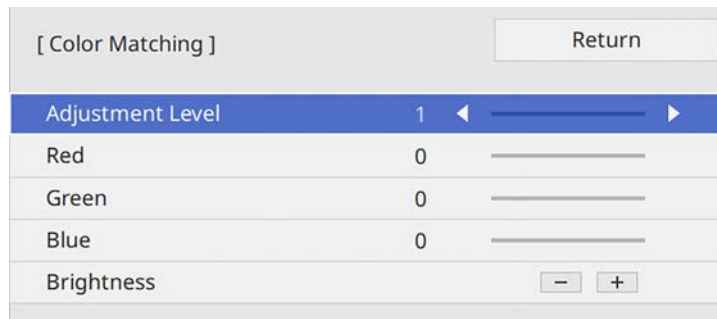 [ Color Matching ]
Return
Adjustment Level 1
Red 0
Green 0
Blue 0
Brightness − +